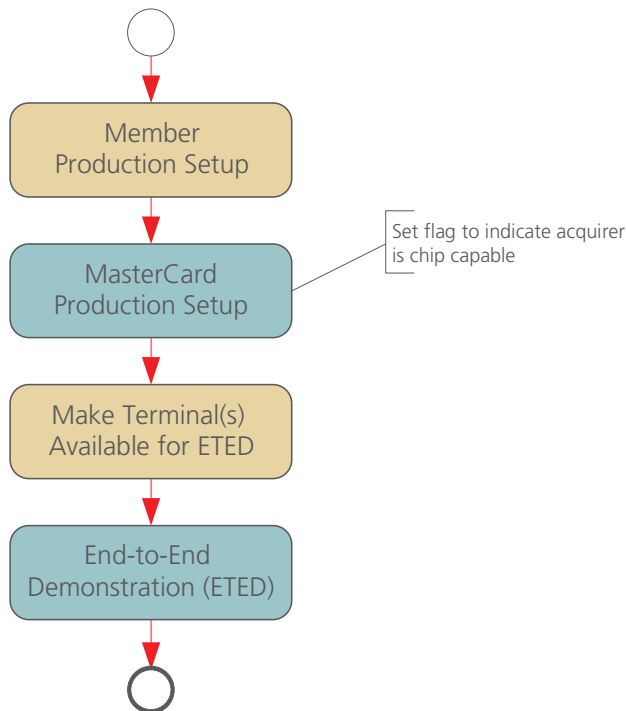 Member
Production Setup
Set flag to indicate acquirer
is chip capable
MasterCard
Production Setup
Make Terminal(s)
Available for ETED
End-to-End
Demonstration (ETED)